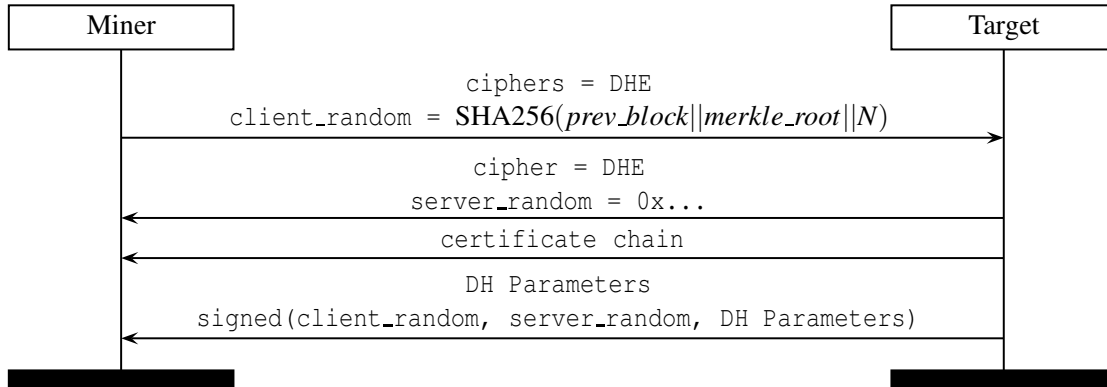 Miner
Target
ciphers = DHE
client_random = SHA256(prev_block||merkle_root||N)
cipher = DHE
server_random = 0x...
certificate chain
DH Parameters
signed(client_random, server_random, DH Parameters)